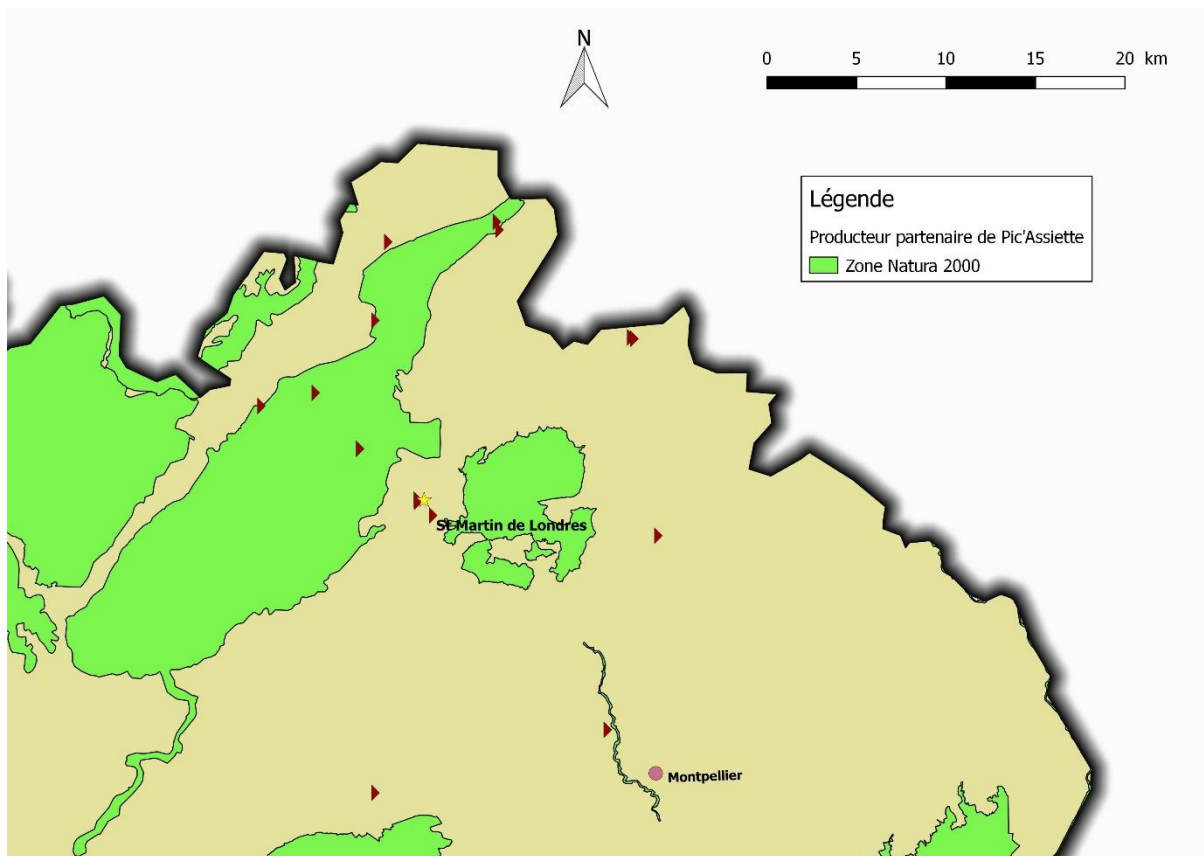 N
0 5 10 15 20 km
Légende
Producteur partenaire de Pic'Assiette
Zone Natura 2000
St Martin de Londres
Montpellier